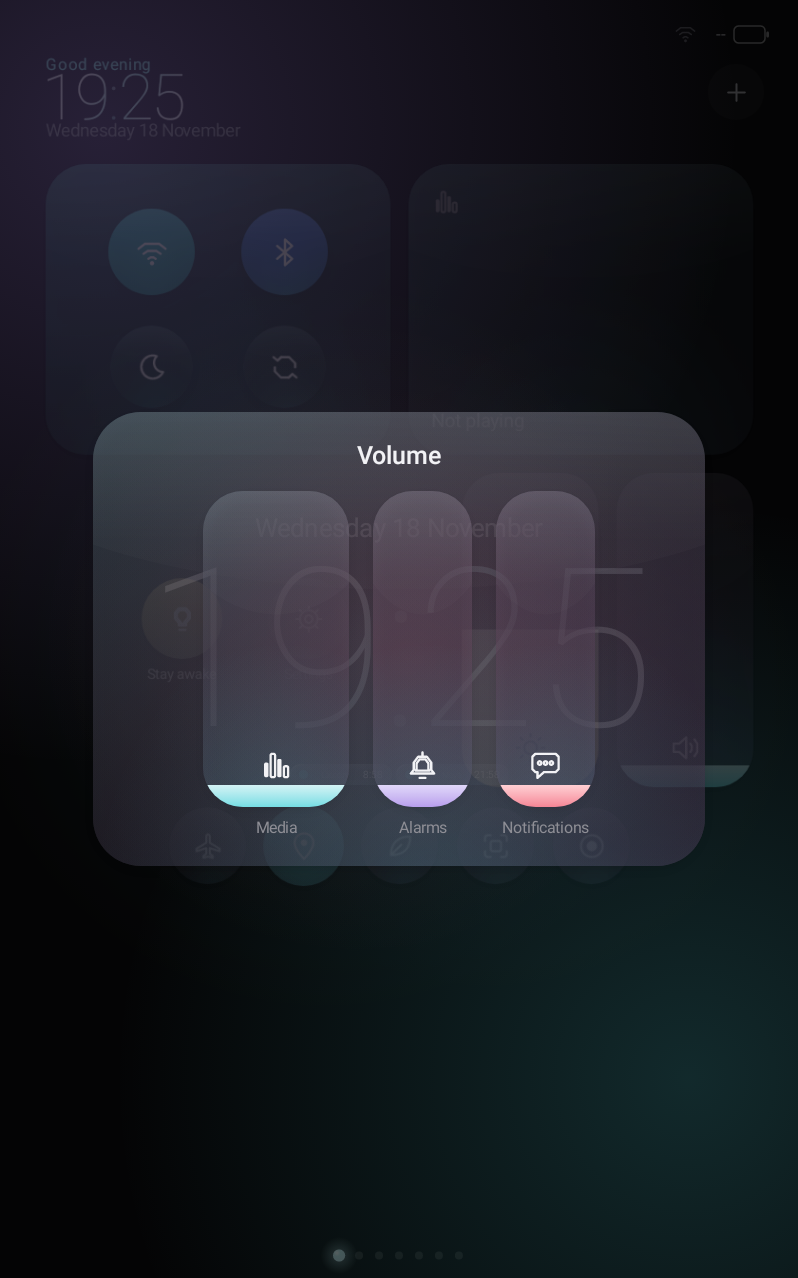 Good evening
19:25
Wednesday 18 November
Not playing
Volume
Wednesday 18 November
19 25
Media
Alarms
Notifications